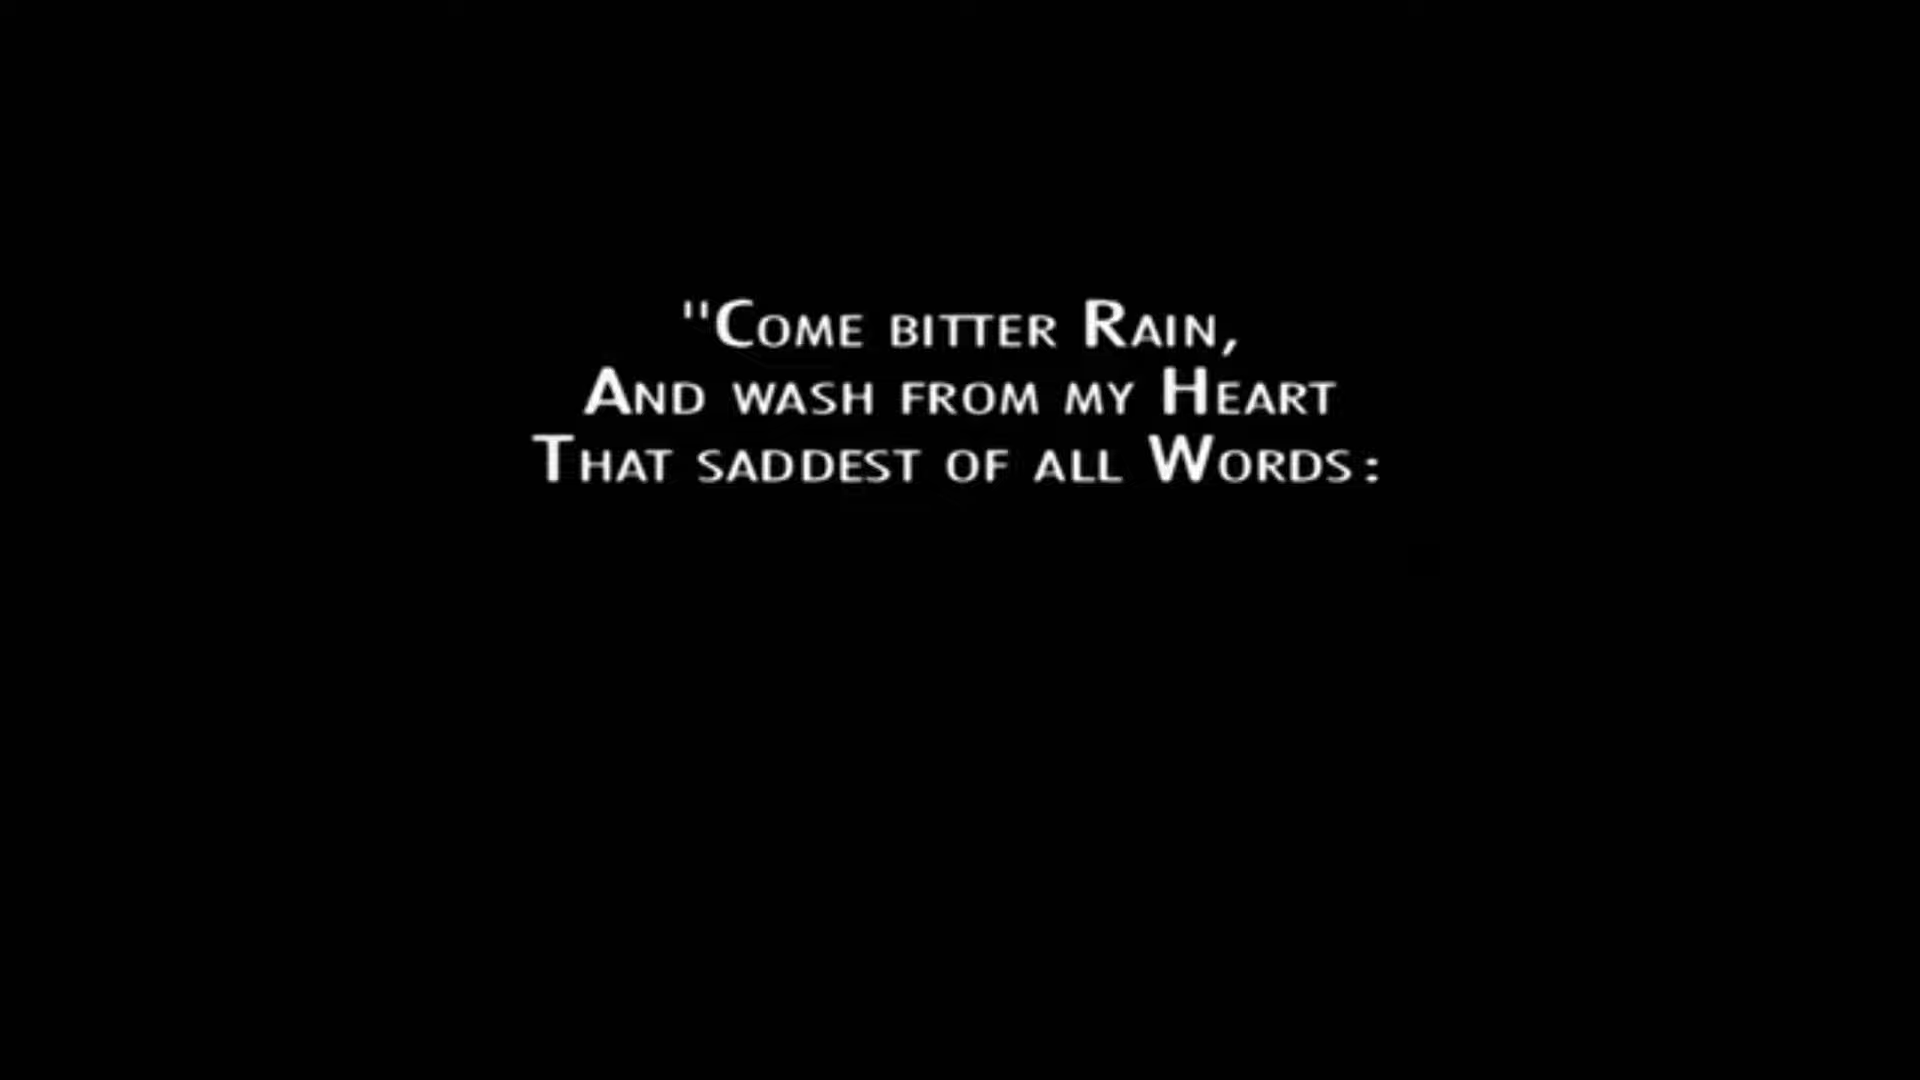 "Come bitter Rain,
And wash from my Heart
That saddest of all Words: